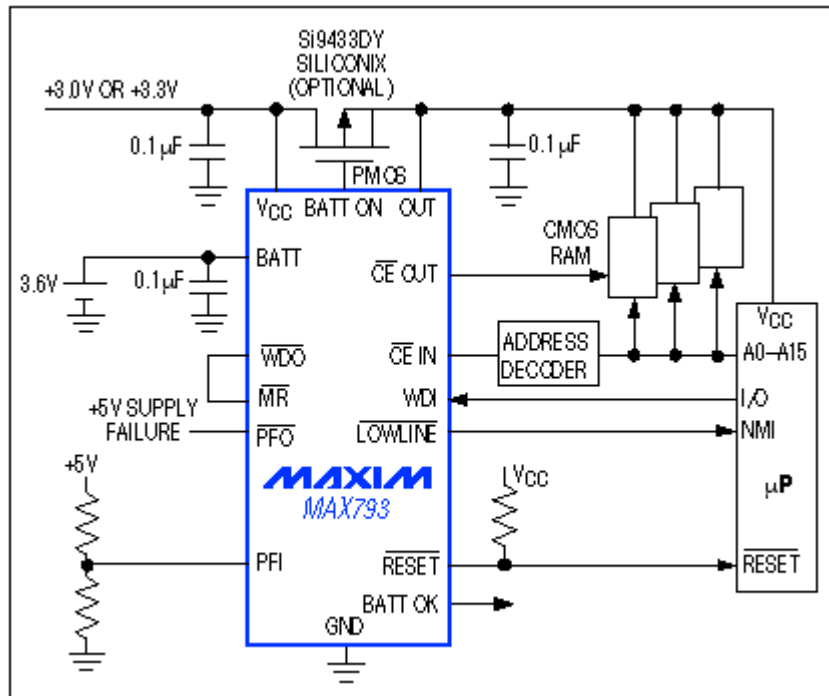 Si9433DY
SILICONIX
(OPTIONAL)
+3.0V OR +3.3V
0.1µF
0.1µF
PMOS
VCC
BATT ON
OUT
BATT
CE OUT
CMOS
RAM
3.6V
0.1µF
VCC
WDO
CE IN
ADDRESS
DECODER
A0–A15
MR
WDI
I/O
+5V SUPPLY
FAILURE
PFO
LOWLINE
NMI
+5V
MAXIM
MAX793
VCC
µP
PFI
RESET
RESET
BATT OK
GND